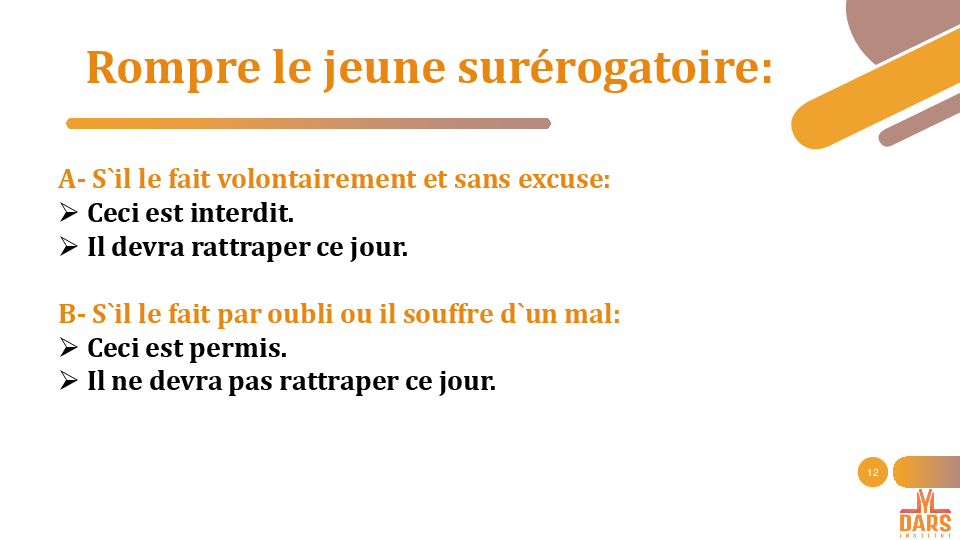 Rompre le jeune surérogatoire:
A- S`il le fait volontairement et sans excuse:
➢ Ceci est interdit.
➢ Il devra rattraper ce jour.
B- S`il le fait par oubli ou il souffre d`un mal:
➢ Ceci est permis.
➢ Il ne devra pas rattraper ce jour.
12
DARS
INSTITUT